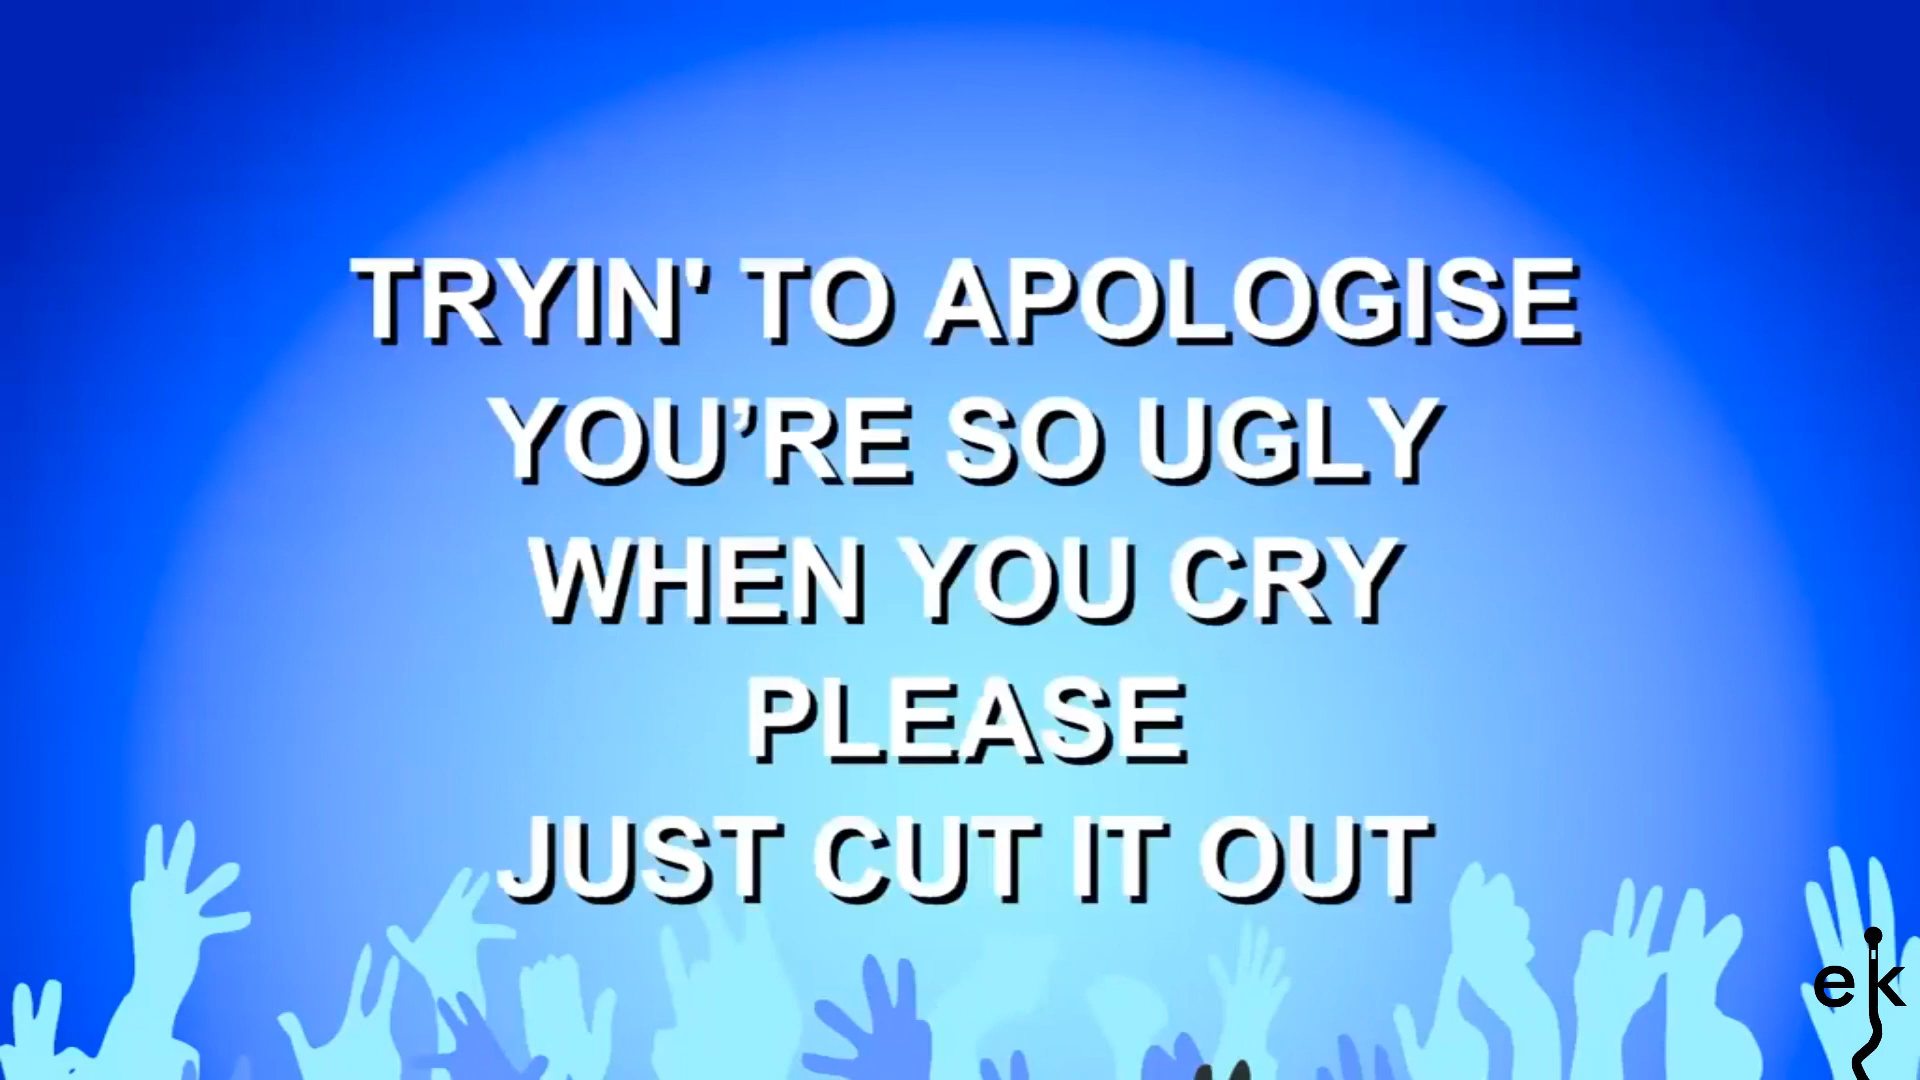 TRYIN' TO APOLOGISE
YOU’RE SO UGLY
WHEN YOU CRY
PLEASE
JUST CUT IT OUT
ek